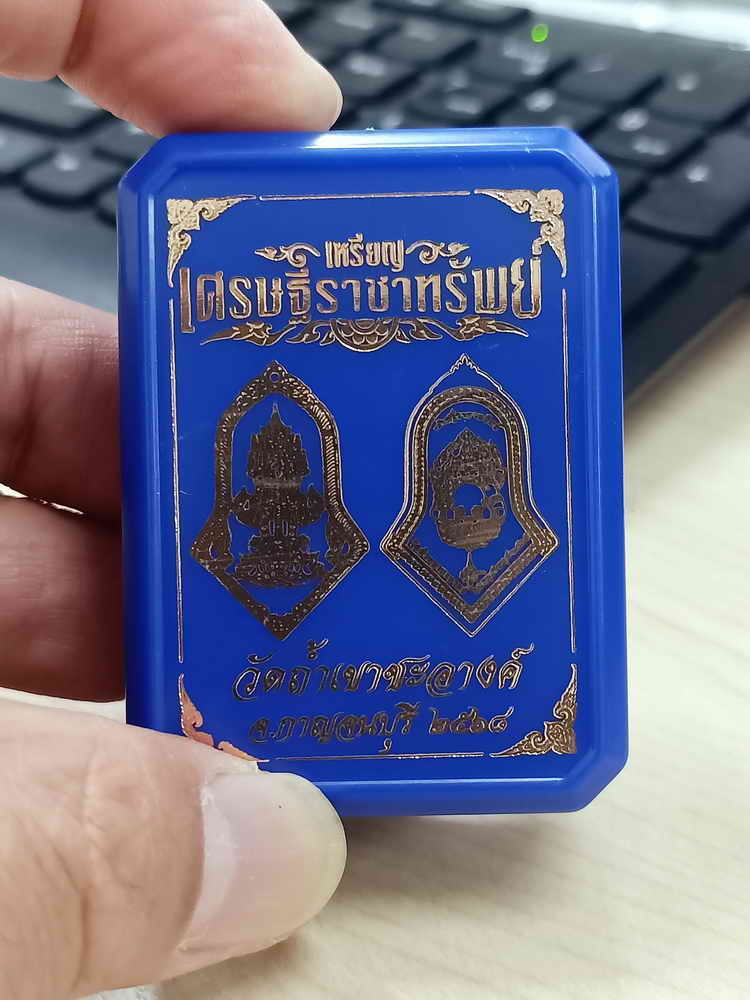 เหรียญ
เศรษฐีราชาทรัพย์
วัดถ้ำเขาชะอางค์
จ.กาญจนบุรี ๒๕๖๘